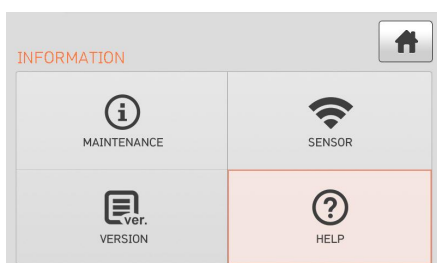 INFORMATION
MAINTENANCE
SENSOR
ver.
VERSION
HELP